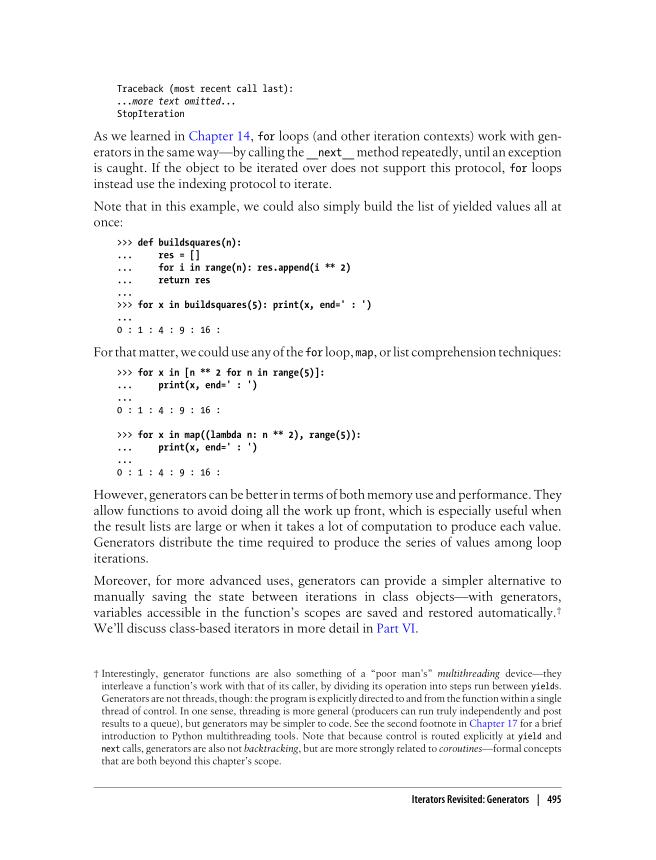 Traceback (most recent call last):
...more text omitted...
StopIteration
As we learned in Chapter 14, for loops (and other iteration contexts) work with gen-
erators in the same way—by calling the __next__ method repeatedly, until an exception
is caught. If the object to be iterated over does not support this protocol, for loops
instead use the indexing protocol to iterate.
Note that in this example, we could also simply build the list of yielded values all at
once:
>>> def buildsquares(n):
...     res = []
...     for i in range(n): res.append(i ** 2)
...     return res
...
>>> for x in buildsquares(5): print(x, end=' : ')
...
0 : 1 : 4 : 9 : 16 :
For that matter, we could use any of the for loop, map, or list comprehension techniques:
>>> for x in [n ** 2 for n in range(5)]:
...     print(x, end=' : ')
...
0 : 1 : 4 : 9 : 16 :
>>> for x in map((lambda n: n ** 2), range(5)):
...     print(x, end=' : ')
...
0 : 1 : 4 : 9 : 16 :
However, generators can be better in terms of both memory use and performance. They
allow functions to avoid doing all the work up front, which is especially useful when
the result lists are large or when it takes a lot of computation to produce each value.
Generators distribute the time required to produce the series of values among loop
iterations.
Moreover, for more advanced uses, generators can provide a simpler alternative to
manually saving the state between iterations in class objects—with generators,
variables accessible in the function's scopes are saved and restored automatically.†
We'll discuss class-based iterators in more detail in Part VI.
† Interestingly, generator functions are also something of a “poor man's” multithreading device—they
interleave a function's work with that of its caller, by dividing its operation into steps run between yields.
Generators are not threads, though: the program is explicitly directed to and from the function within a single
thread of control. In one sense, threading is more general (producers can run truly independently and post
results to a queue), but generators may be simpler to code. See the second footnote in Chapter 17 for a brief
introduction to Python multithreading tools. Note that because control is routed explicitly at yield and
next calls, generators are also not backtracking, but are more strongly related to coroutines—formal concepts
that are both beyond this chapter's scope.
Iterators Revisited: Generators | 495